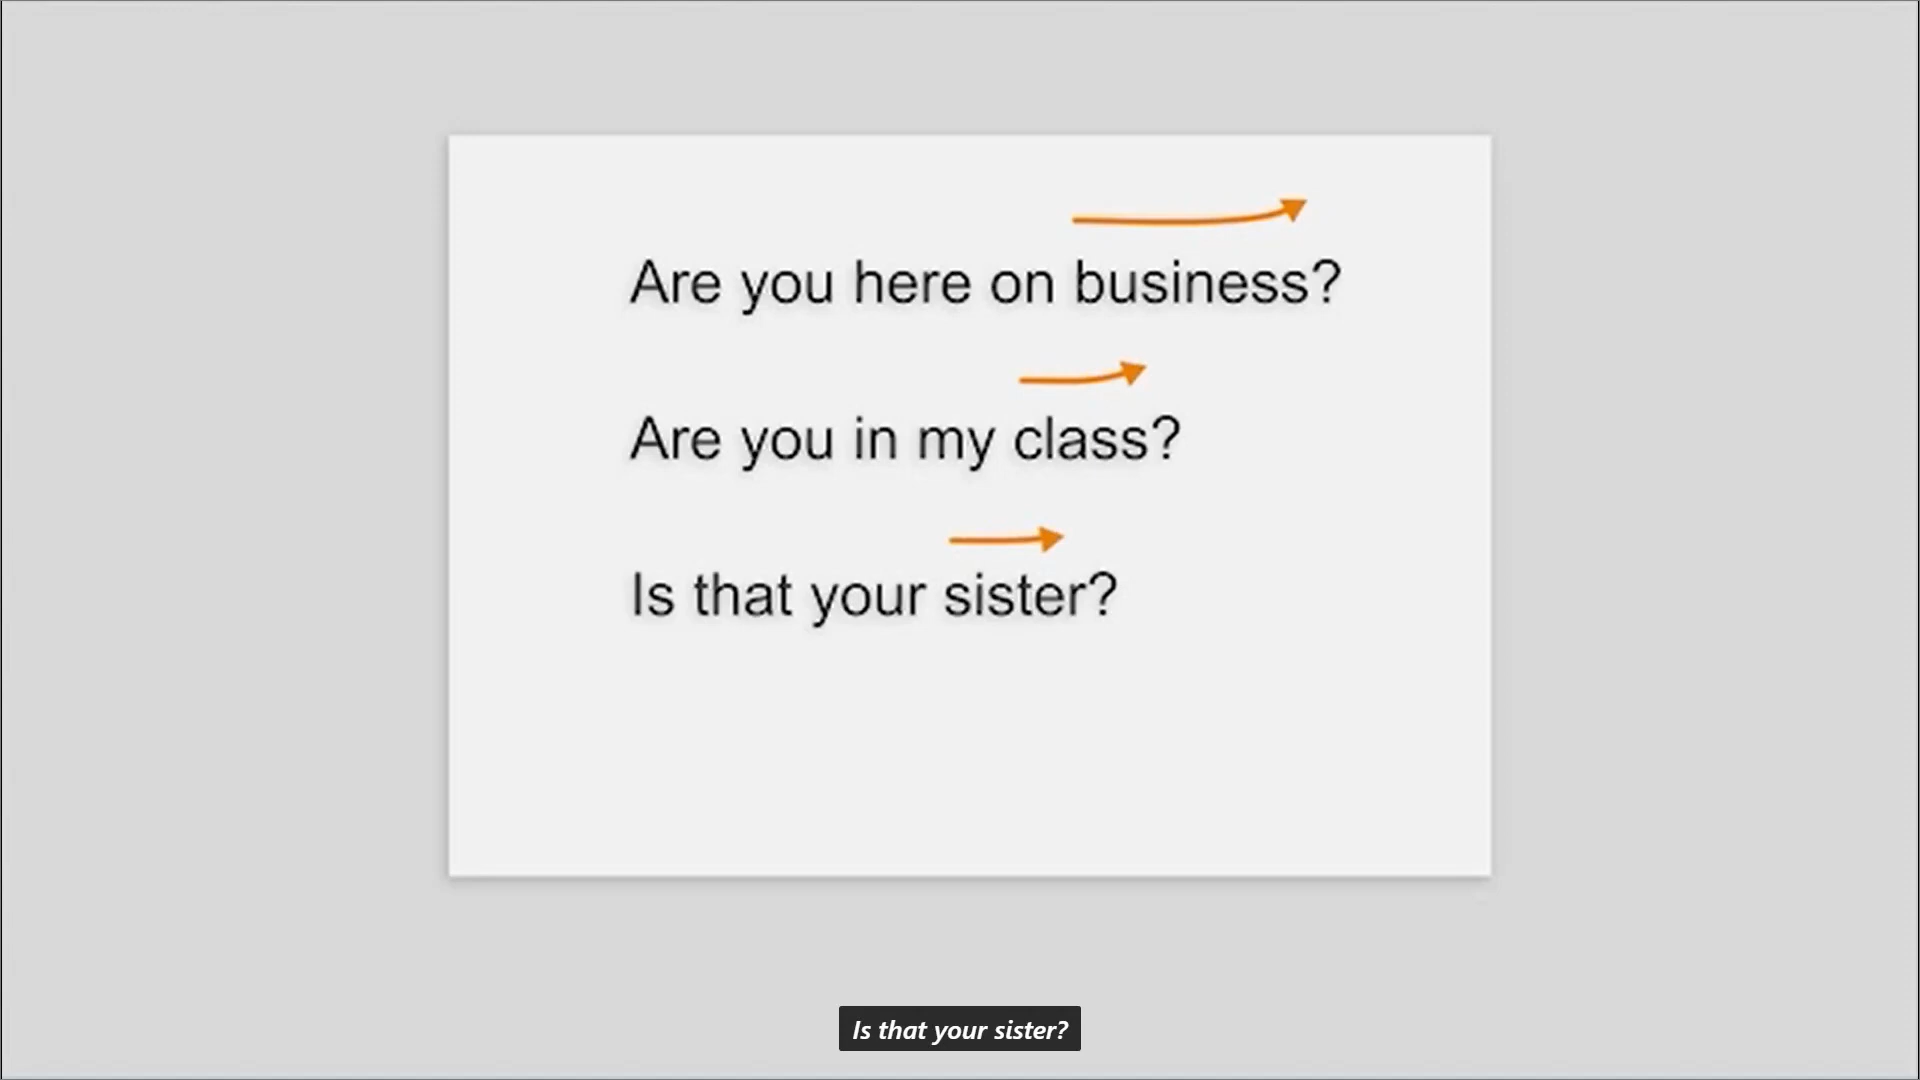 Are you here on business?
Are you in my class?
Is that your sister?
Is that your sister?